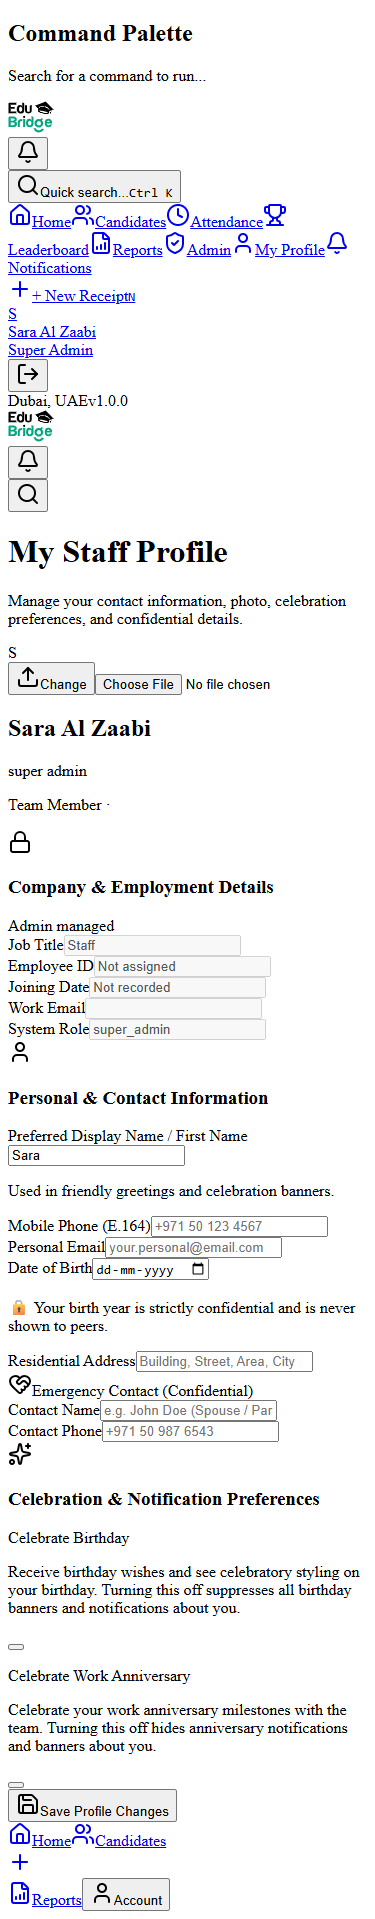 Command Palette
Search for a command to run...
Edu
Bridge
Quick search...Ctrl K
Home Candidates Attendance
Leaderboard Reports Admin My Profile
Notifications
+ New ReceiptN
S
Sara Al Zaabi
Super Admin
Dubai, UAEv1.0.0
Edu
Bridge
My Staff Profile
Manage your contact information, photo, celebration
preferences, and confidential details.
S
Change Choose File No file chosen
Sara Al Zaabi
super admin
Team Member ·
Company & Employment Details
Admin managed
Job Title Staff
Employee ID Not assigned
Joining Date Not recorded
Work Email
System Role super_admin
Personal & Contact Information
Preferred Display Name / First Name
Sara
Used in friendly greetings and celebration banners.
Mobile Phone (E.164) +971 50 123 4567
Personal Email your.personal@email.com
Date of Birth dd-mm-yyyy
🔒 Your birth year is strictly confidential and is never
shown to peers.
Residential Address Building, Street, Area, City
Emergency Contact (Confidential)
Contact Name e.g. John Doe (Spouse / Par
Contact Phone +971 50 987 6543
Celebration & Notification Preferences
Celebrate Birthday
Receive birthday wishes and see celebratory styling on
your birthday. Turning this off suppresses all birthday
banners and notifications about you.
Celebrate Work Anniversary
Celebrate your work anniversary milestones with the
team. Turning this off hides anniversary notifications
and banners about you.
Save Profile Changes
Home Candidates
Reports Account